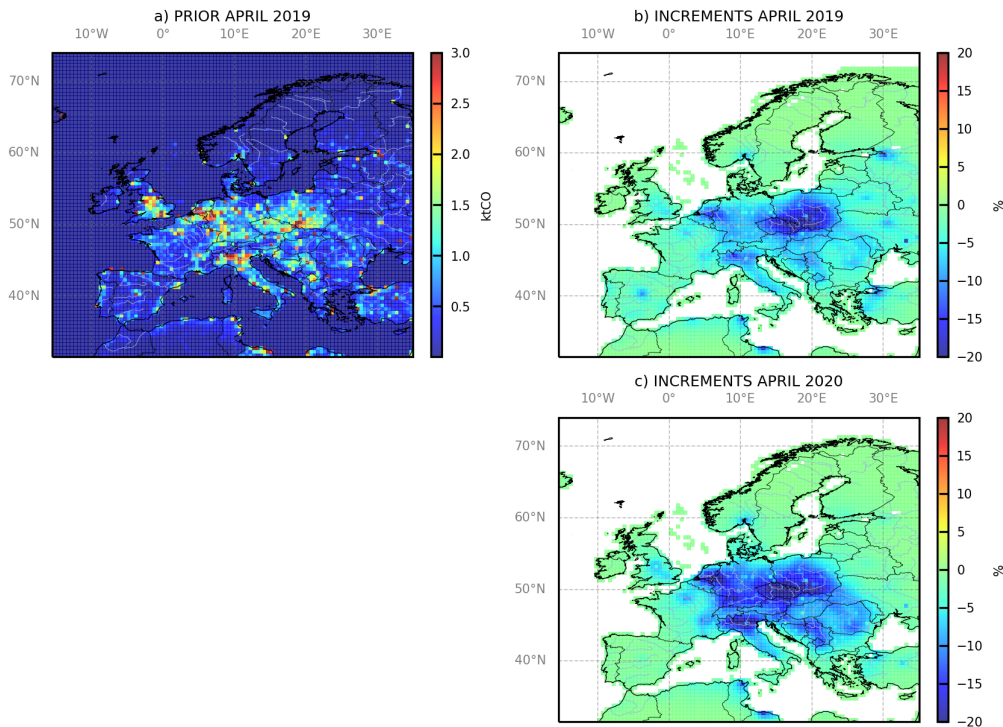 a) PRIOR APRIL 2019
10°W 0° 10°E 20°E 30°E
70°N
60°N
50°N
40°N
3.0
2.5
2.0
1.5
1.0
0.5
ktCO
b) INCREMENTS APRIL 2019
10°W 0° 10°E 20°E 30°E
70°N
60°N
50°N
40°N
20
15
10
5
0
−5
−10
−15
−20
%
c) INCREMENTS APRIL 2020
10°W 0° 10°E 20°E 30°E
70°N
60°N
50°N
40°N
20
15
10
5
0
−5
−10
−15
−20
%